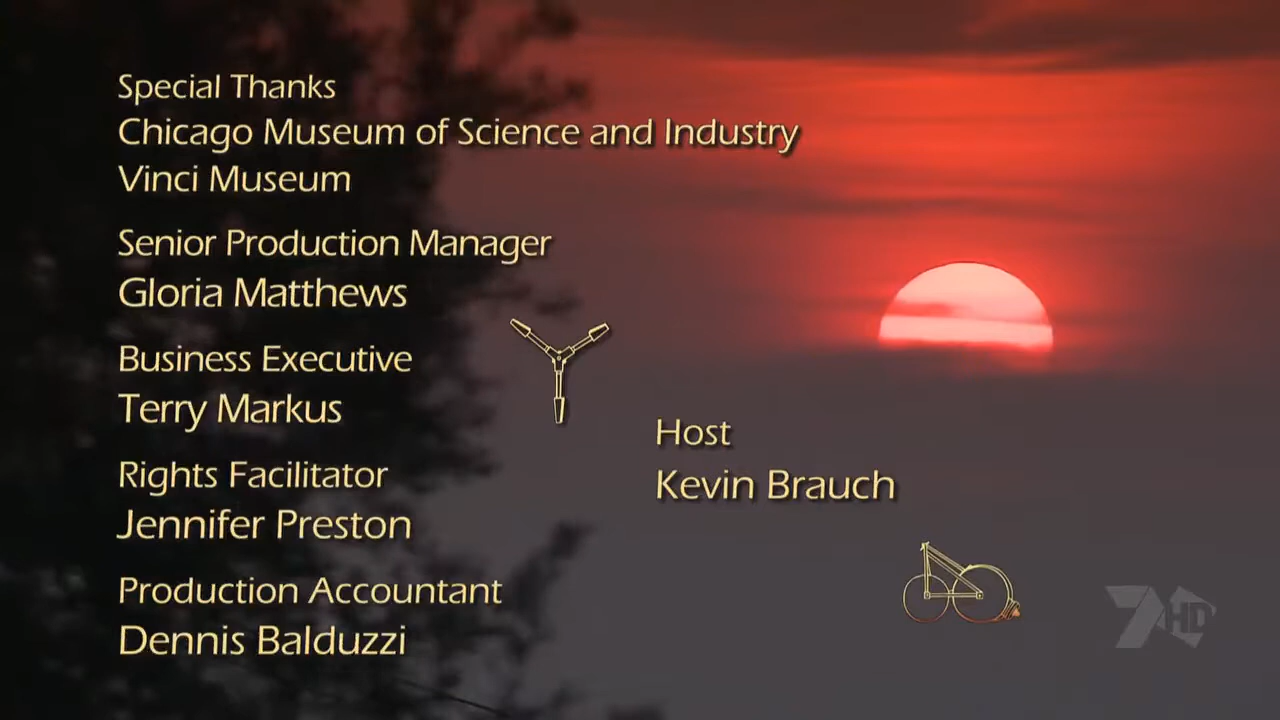 Special Thanks
Chicago Museum of Science and Industry
Vinci Museum
Senior Production Manager
Gloria Matthews
Business Executive
Terry Markus
Rights Facilitator
Jennifer Preston
Production Accountant
Dennis Balduzzi
Host
Kevin Brauch
7HD